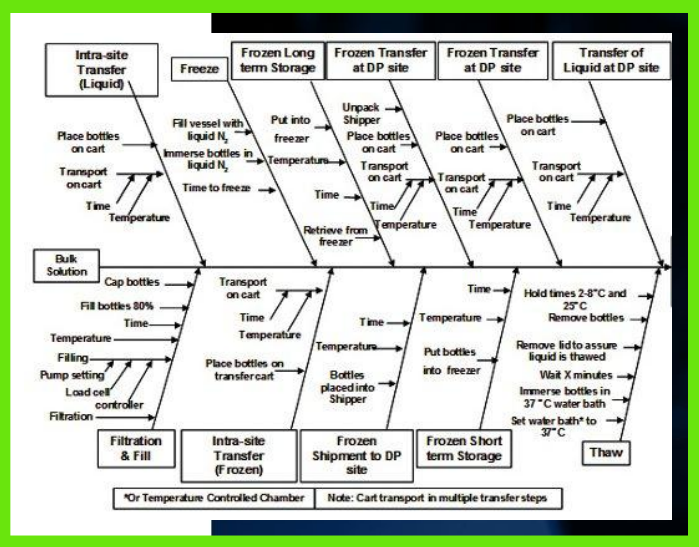 Intra-site
Transfer
(Liquid)
Freeze
Frozen Long
term Storage
Frozen Transfer
at DP site
Frozen Transfer
at DP site
Transfer of
Liquid at DP site
Place bottles
on cart
Transport
on cart
Time
Temperature
Fill vessel with
liquid N2
Immerse bottles in
liquid N2
Time to freeze
Put into
freezer
Temperature
Time
Retrieve from
freezer
Unpack
Shipper
Place bottles
on cart
Transport
on cart
Time
Temperature
Place bottles
on cart
Transport
on cart
Time
Temperature
Place bottles
on cart
Transport
on cart
Time
Temperature
Bulk
Solution
Cap bottles
Fill bottles 80%
Time
Temperature
Filling
Pump setting
Load cell
controller
Filtration
Transport
on cart
Time
Temperature
Place bottles on
transfer cart
Time
Temperature
Bottles
placed into
Shipper
Time
Temperature
Put bottles
into freezer
Hold times 2-8°C and
25°C
Remove bottles
Remove lid to assure
liquid is thawed
Wait X minutes
Immerse bottles in
37 °C water bath
Set water bath* to
37°C
Filtration
& Fill
Intra-site
Transfer
(Frozen)
Frozen
Shipment to DP
site
Frozen Short
term Storage
Thaw
*Or Temperature Controlled Chamber
Note: Cart transport in multiple transfer steps